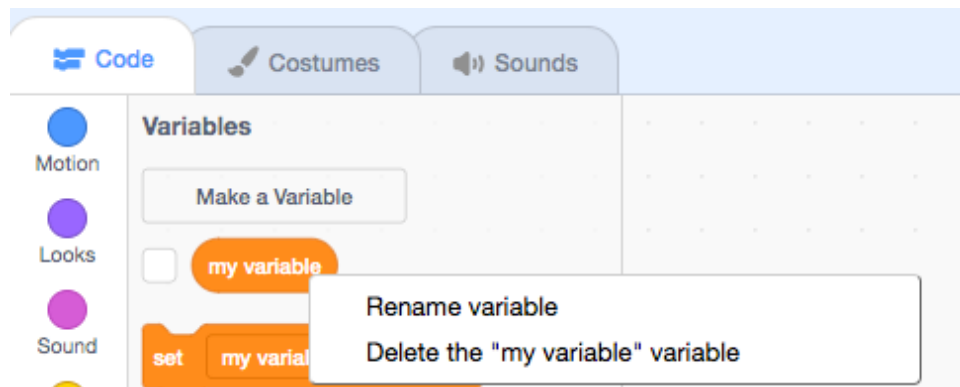 Code
Costumes
Sounds
Motion
Looks
Sound
Variables
Make a Variable
my variable
Rename variable
Delete the "my variable" variable
set